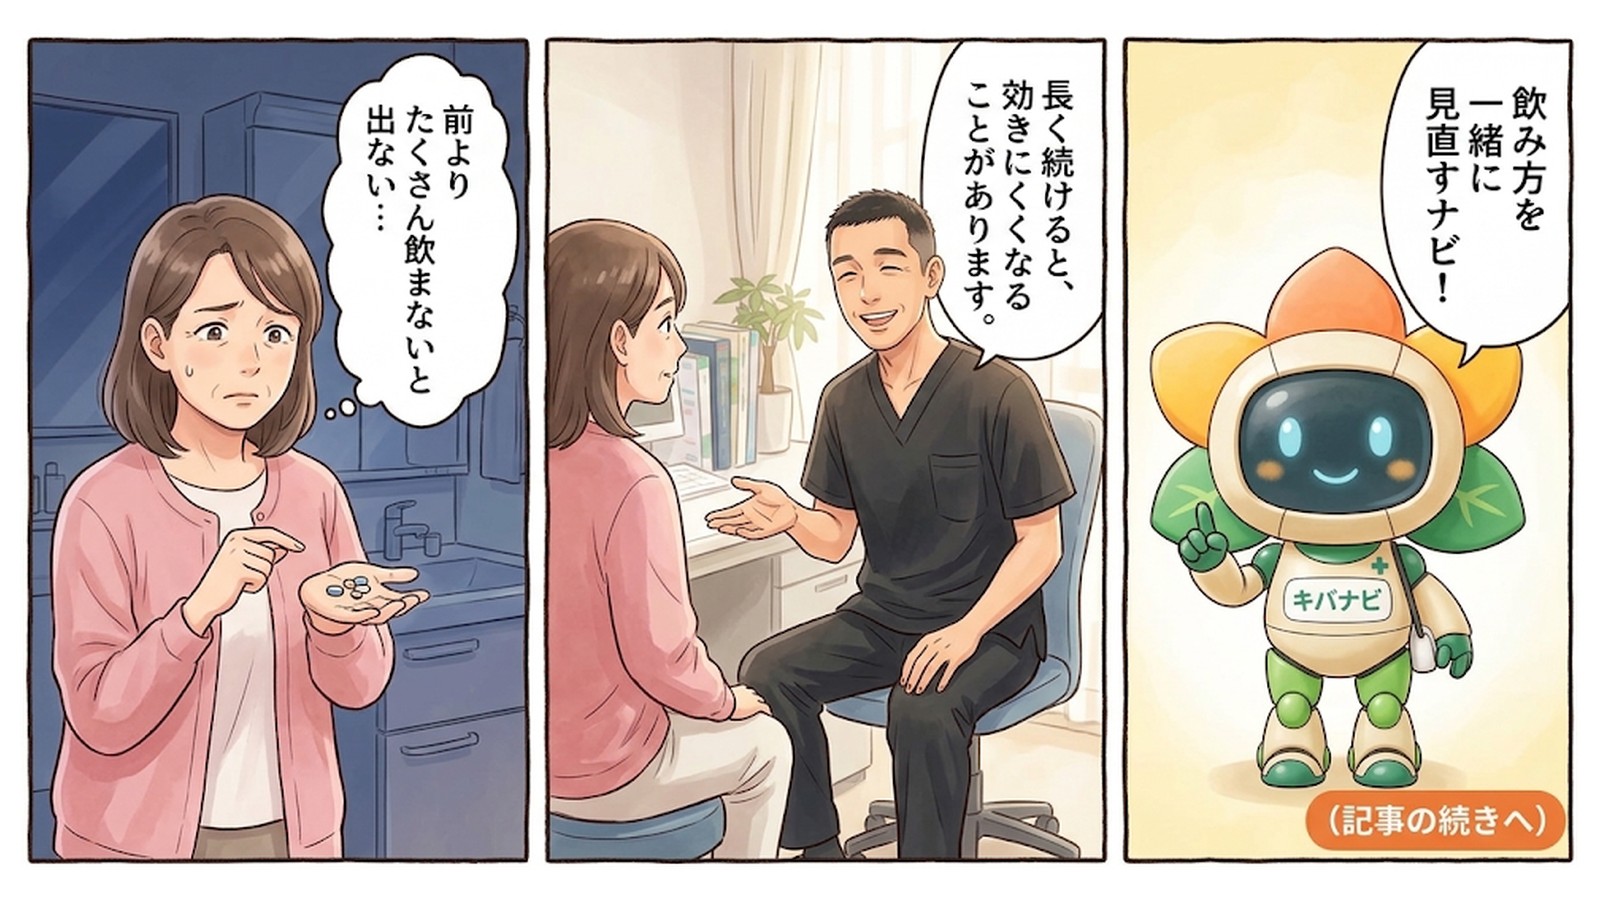 前より
たくさん飲まないと
出ない…
長く続けると、
効きにくくなる
ことがあります。
飲み方を
一緒に
見直すナビ！
キバナビ
（記事の続きへ）